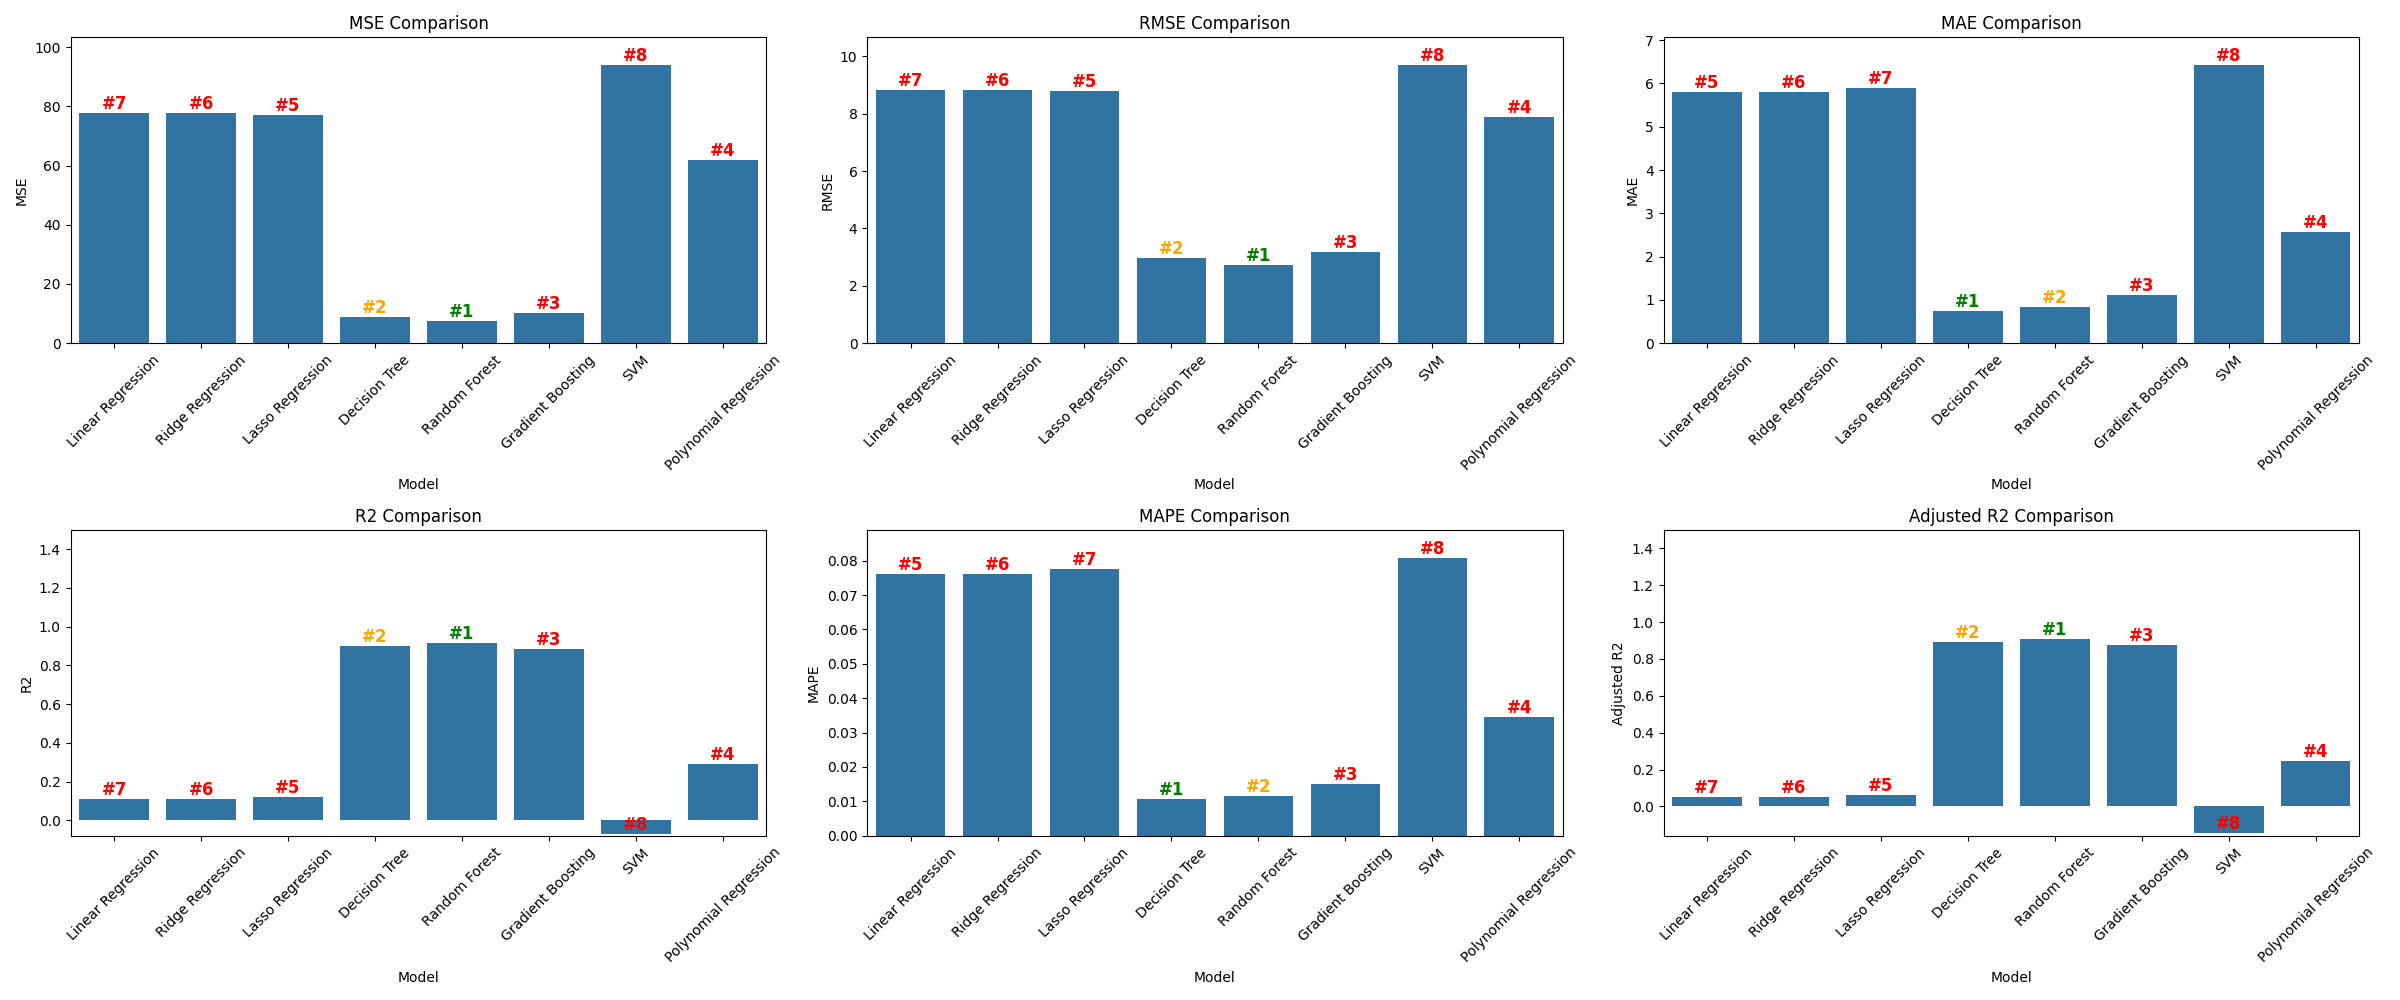 MSE Comparison
MSE
100
80
60
40
20
0
#7
#6
#5
#2
#1
#3
#8
#4
Linear Regression
Ridge Regression
Lasso Regression
Decision Tree
Random Forest
Gradient Boosting
SVM
Polynomial Regression
Model
RMSE Comparison
RMSE
10
8
6
4
2
0
#7
#6
#5
#2
#1
#3
#8
#4
Linear Regression
Ridge Regression
Lasso Regression
Decision Tree
Random Forest
Gradient Boosting
SVM
Polynomial Regression
Model
MAE Comparison
MAE
7
6
5
4
3
2
1
0
#5
#6
#7
#1
#2
#3
#8
#4
Linear Regression
Ridge Regression
Lasso Regression
Decision Tree
Random Forest
Gradient Boosting
SVM
Polynomial Regression
Model
R2 Comparison
R2
1.4
1.2
1.0
0.8
0.6
0.4
0.2
0.0
#7
#6
#5
#2
#1
#3
#8
#4
Linear Regression
Ridge Regression
Lasso Regression
Decision Tree
Random Forest
Gradient Boosting
SVM
Polynomial Regression
Model
MAPE Comparison
MAPE
0.08
0.07
0.06
0.05
0.04
0.03
0.02
0.01
0.00
#5
#6
#7
#1
#2
#3
#8
#4
Linear Regression
Ridge Regression
Lasso Regression
Decision Tree
Random Forest
Gradient Boosting
SVM
Polynomial Regression
Model
Adjusted R2 Comparison
Adjusted R2
1.4
1.2
1.0
0.8
0.6
0.4
0.2
0.0
#7
#6
#5
#2
#1
#3
#8
#4
Linear Regression
Ridge Regression
Lasso Regression
Decision Tree
Random Forest
Gradient Boosting
SVM
Polynomial Regression
Model